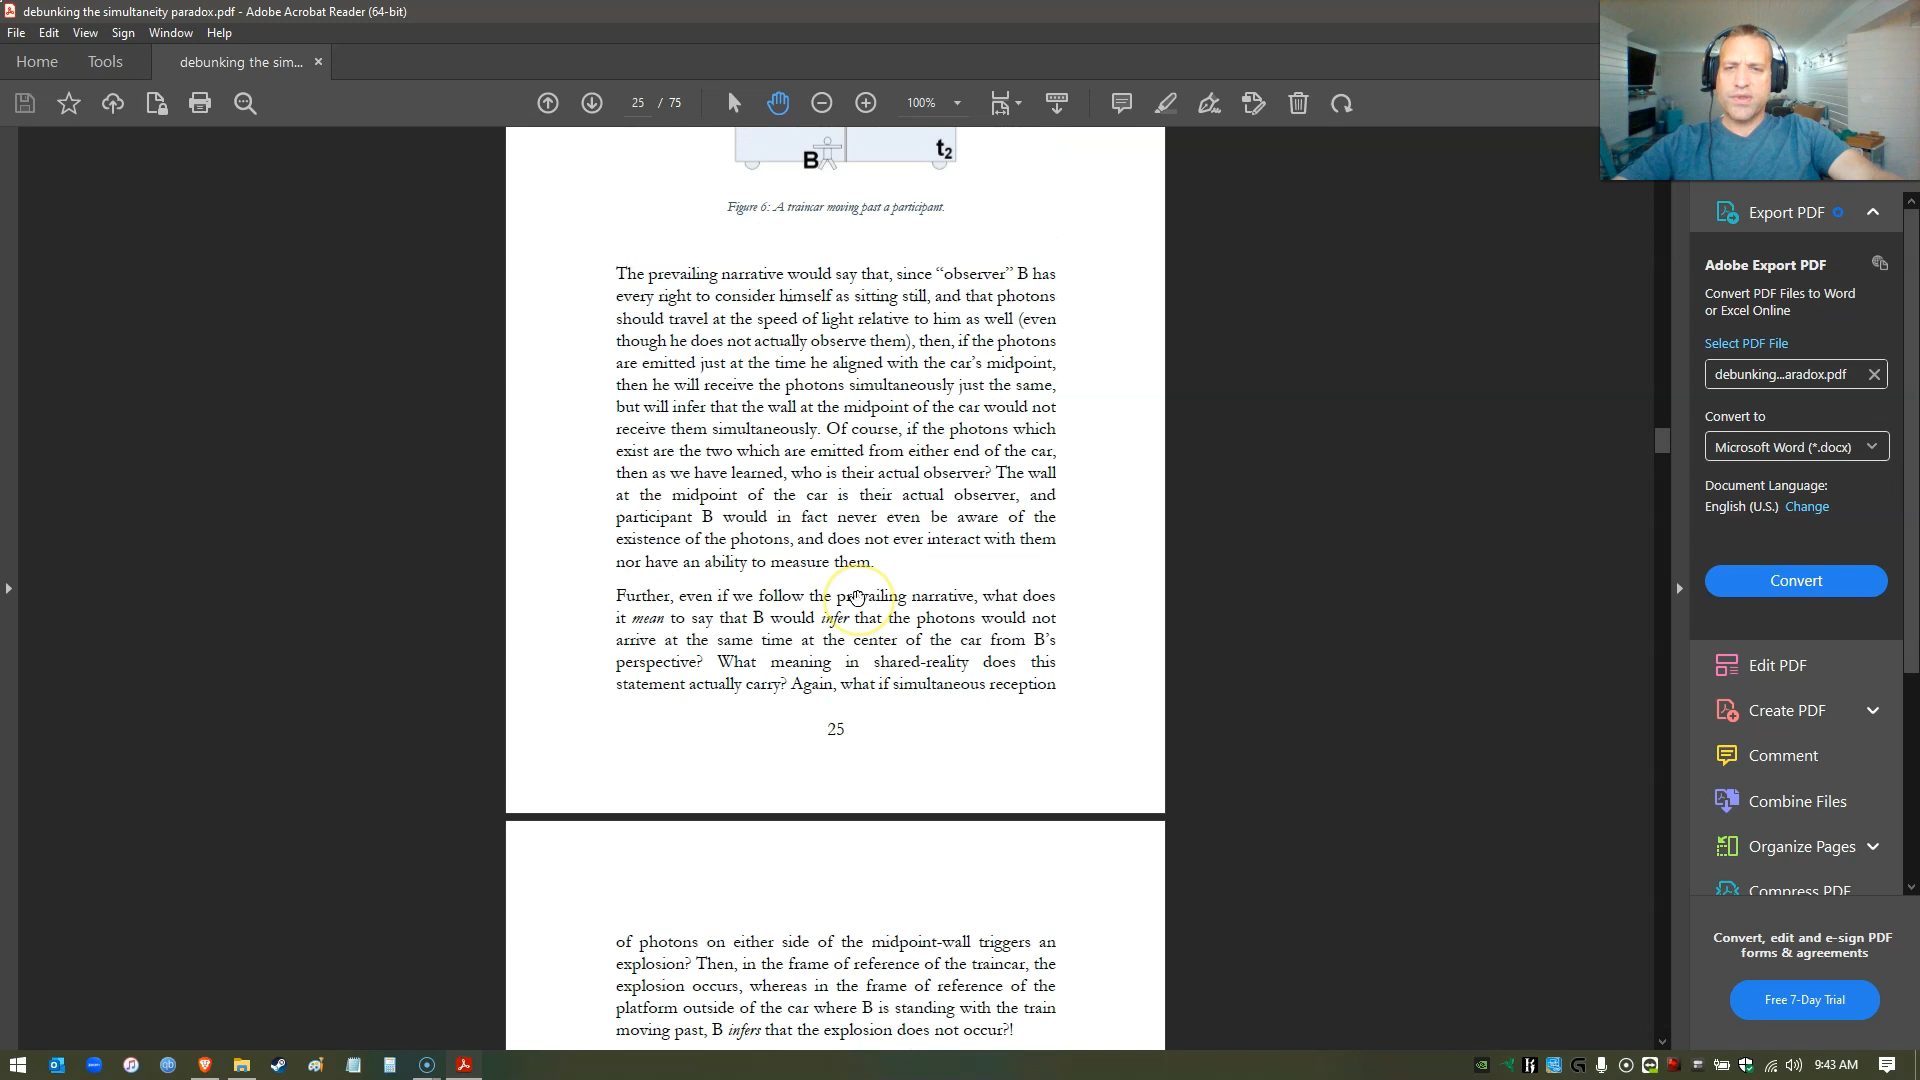 debunking the simultaneity paradox.pdf - Adobe Acrobat Reader (64-bit)
File Edit View Sign Window Help
Home Tools debunking the sim... ×
25 / 75 100%
B t2
Figure 6: A traincar moving past a participant.
The prevailing narrative would say that, since “observer” B has
every right to consider himself as sitting still, and that photons
should travel at the speed of light relative to him as well (even
though he does not actually observe them), then, if the photons
are emitted just at the time he aligned with the car’s midpoint,
then he will receive the photons simultaneously just the same,
but will infer that the wall at the midpoint of the car would not
receive them simultaneously. Of course, if the photons which
exist are the two which are emitted from either end of the car,
then as we have learned, who is their actual observer? The wall
at the midpoint of the car is their actual observer, and
participant B would in fact never even be aware of the
existence of the photons, and does not ever interact with them
nor have an ability to measure them.
Further, even if we follow the prevailing narrative, what does
it mean to say that B would infer that the photons would not
arrive at the same time at the center of the car from B’s
perspective? What meaning in shared-reality does this
statement actually carry? Again, what if simultaneous reception
25
of photons on either side of the midpoint-wall triggers an
explosion? Then, in the frame of reference of the traincar, the
explosion occurs, whereas in the frame of reference of the
platform outside of the car where B is standing with the train
moving past, B infers that the explosion does not occur?!
Export PDF
Adobe Export PDF
Convert PDF Files to Word
or Excel Online
Select PDF File
debunking...aradox.pdf
Convert to
Microsoft Word (*.docx)
Document Language:
English (U.S.) Change
Convert
Edit PDF
Create PDF
Comment
Combine Files
Organize Pages
Compress PDF
Convert, edit and e-sign PDF
forms & agreements
Free 7-Day Trial
9:43 AM